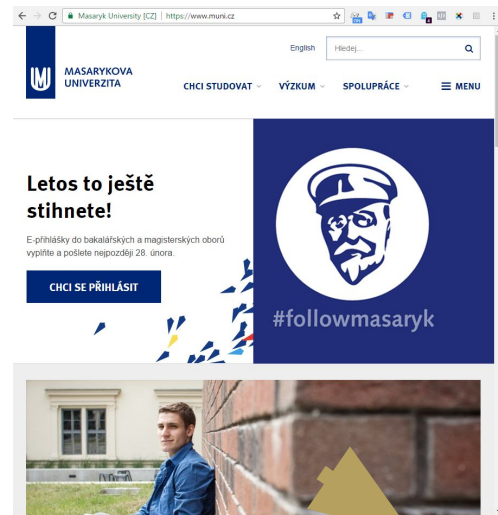 Masaryk University [CZ] | https://www.muni.cz
English
Hledej...
MASARYKOVA
UNIVERZITA
CHCI STUDOVAT
VÝZKUM
SPOLUPRÁCE
MENU
Letos to ještě
stihnete!
E-přihlášky do bakalářských a magisterských oborů
vyplňte a pošlete nejpozději 28. února.
CHCI SE PŘIHLÁSIT
#followmasaryk